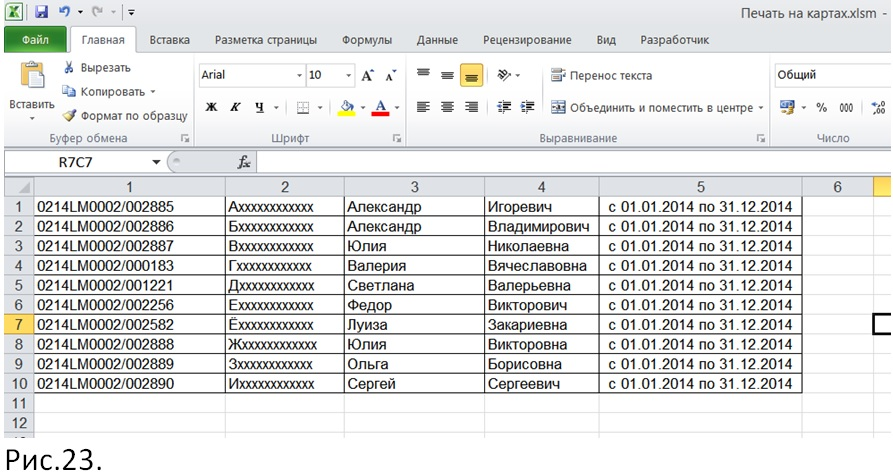 Печать на картах.xlsm -
Файл Главная Вставка Разметка страницы Формулы Данные Рецензирование Вид Разработчик
Вставить
Вырезать
Копировать
Формат по образцу
Буфер обмена
Arial 10
Ж К Ч
Шрифт
Перенос текста
Объединить и поместить в центре
Выравнивание
Общий
% 000
Число
R7C7 fx
1 2 3 4 5 6
1 0214LM0002/002885 Аxxxxxxxxxxxx Александр Игоревич с 01.01.2014 по 31.12.2014
2 0214LM0002/002886 Бxxxxxxxxxxxx Александр Владимирович с 01.01.2014 по 31.12.2014
3 0214LM0002/002887 Вxxxxxxxxxxxx Юлия Николаевна с 01.01.2014 по 31.12.2014
4 0214LM0002/000183 Гxxxxxxxxxxxx Валерия Вячеславовна с 01.01.2014 по 31.12.2014
5 0214LM0002/001221 Дxxxxxxxxxxxx Светлана Валерьевна с 01.01.2014 по 31.12.2014
6 0214LM0002/002256 Еxxxxxxxxxxxx Федор Викторович с 01.01.2014 по 31.12.2014
7 0214LM0002/002582 Ёxxxxxxxxxxxx Луиза Закариевна с 01.01.2014 по 31.12.2014
8 0214LM0002/002888 Жxxxxxxxxxxxx Юлия Викторовна с 01.01.2014 по 31.12.2014
9 0214LM0002/002889 Зxxxxxxxxxxxx Ольга Борисовна с 01.01.2014 по 31.12.2014
10 0214LM0002/002890 Иxxxxxxxxxxxx Сергей Сергеевич с 01.01.2014 по 31.12.2014
11
12
Рис.23.